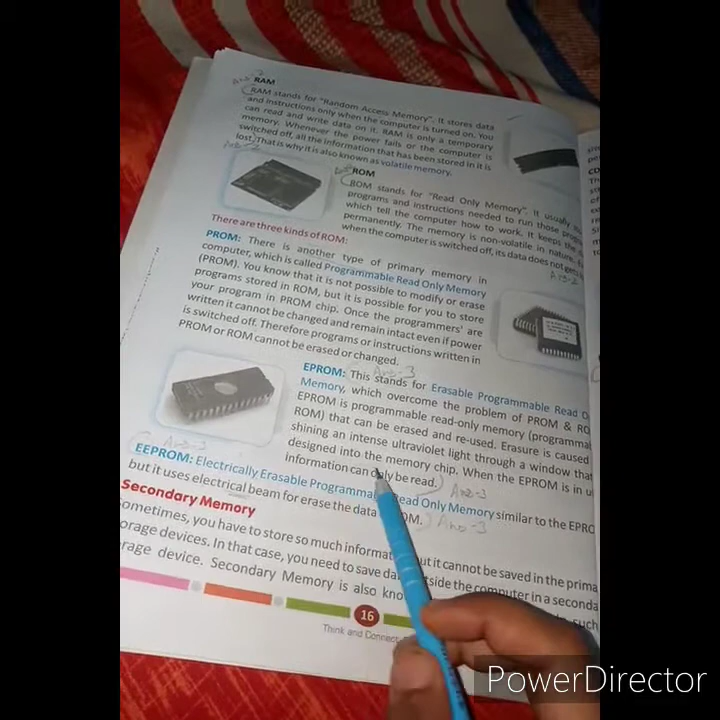 Ans-2
RAM
RAM stands for "Random Access Memory". It stores data
and instructions only when the computer is turned on. You
can read and write data on it. RAM is only a temporary
memory. Whenever the power fails or the computer is
switched off, all the information that has been stored in it is
lost. That is why it is also known as volatile memory.
Ans-2
ROM
ROM stands for "Read Only Memory". It usually
programs and instructions needed to run those
which tell the computer how to work. It keeps the
permanently. The memory is non-volatile in nature.
when the computer is switched off, its data does not
Ans-2
There are three kinds of ROM:
PROM: There is another type of primary memory in
computer, which is called Programmable Read Only Memory
(PROM). You know that it is not possible to modify or erase
programs stored in ROM, but it is possible for you to store
your program in PROM chip. Once the programmers' are
written it cannot be changed and remain intact even if power
is switched off. Therefore programs or instructions written in
PROM or ROM cannot be erased or changed.
Ans-3
EPROM: This stands for Erasable Programmable Read O
Memory, which overcome the problem of PROM & RO
EPROM is programmable read-only memory (programma
ROM) that can be erased and re-used. Erasure is caused
shining an intense ultraviolet light through a window that
designed into the memory chip. When the EPROM is in u
information can only be read.
Ans-3
Ans-3
EEPROM: Electrically Erasable Programmable Read Only Memory similar to the EPRO
but it uses electrical beam for erase the data ROM.
Ans-3
Secondary Memory
ometimes, you have to store so much informat ut it cannot be saved in the prima
orage devices. In that case, you need to save da tside the computer in a seconda
rage device. Secondary Memory is also kno such
16
Think and Connect
PowerDirector